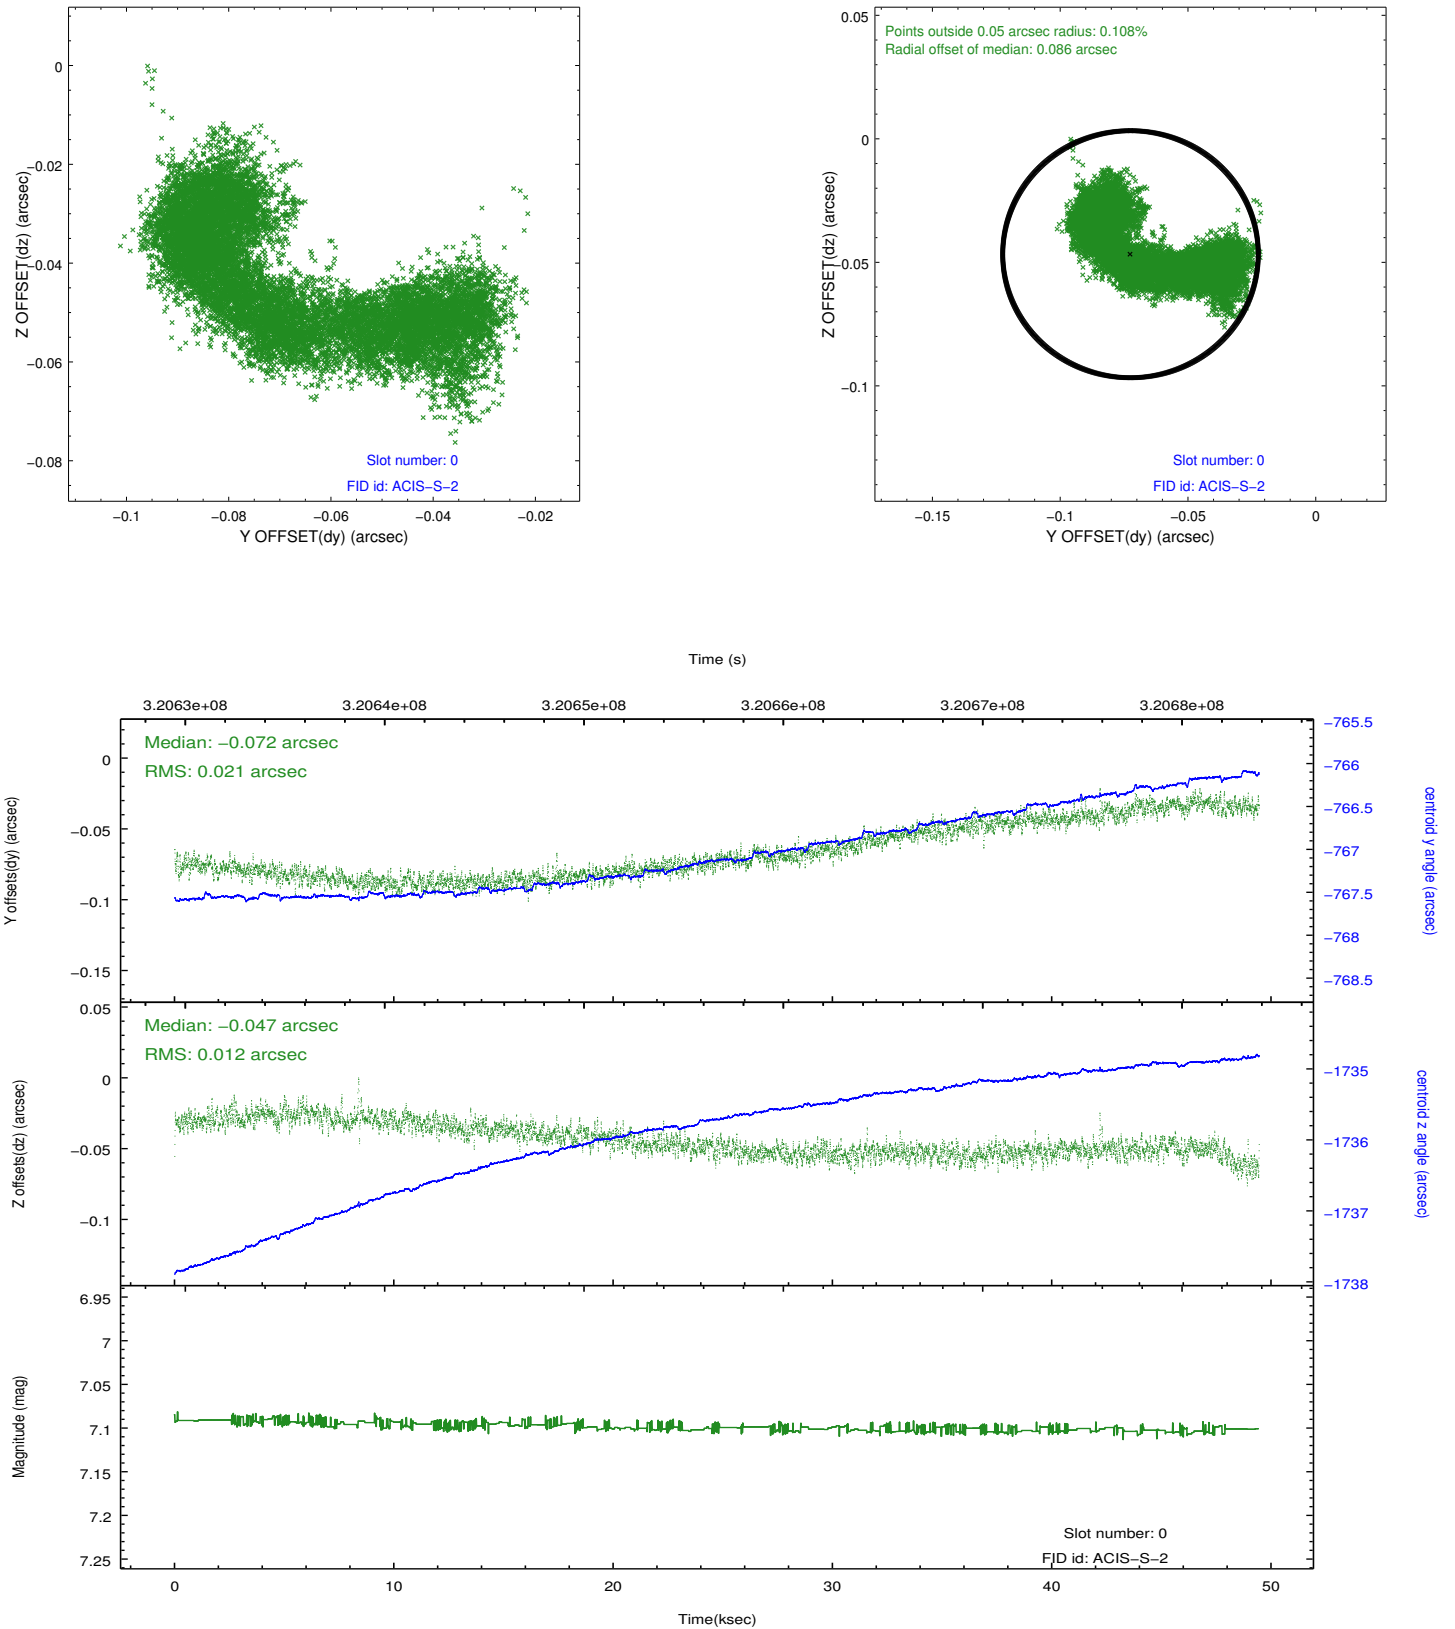 0
−0.02
−0.04
−0.06
−0.08
Z OFFSET(dz) (arcsec)
Slot number: 0
FID id: ACIS−S−2
−0.1
−0.08
−0.06
−0.04
−0.02
Y OFFSET(dy) (arcsec)
0.05
0
−0.05
−0.1
Z OFFSET(dz) (arcsec)
Points outside 0.05 arcsec radius: 0.108%
Radial offset of median: 0.086 arcsec
Slot number: 0
FID id: ACIS−S−2
−0.15
−0.1
−0.05
0
Y OFFSET(dy) (arcsec)
Time (s)
3.2063e+08
3.2064e+08
3.2065e+08
3.2066e+08
3.2067e+08
3.2068e+08
Median: −0.072 arcsec
RMS: 0.021 arcsec
0
−0.05
−0.1
−0.15
Y offsets(dy) (arcsec)
−765.5
−766
−766.5
−767
−767.5
−768
−768.5
centroid y angle (arcsec)
Median: −0.047 arcsec
RMS: 0.012 arcsec
0.05
0
−0.05
−0.1
Z offsets(dz) (arcsec)
−1735
−1736
−1737
−1738
centroid z angle (arcsec)
6.95
7
7.05
7.1
7.15
7.2
7.25
Magnitude (mag)
Slot number: 0
FID id: ACIS−S−2
0
10
20
30
40
50
Time(ksec)